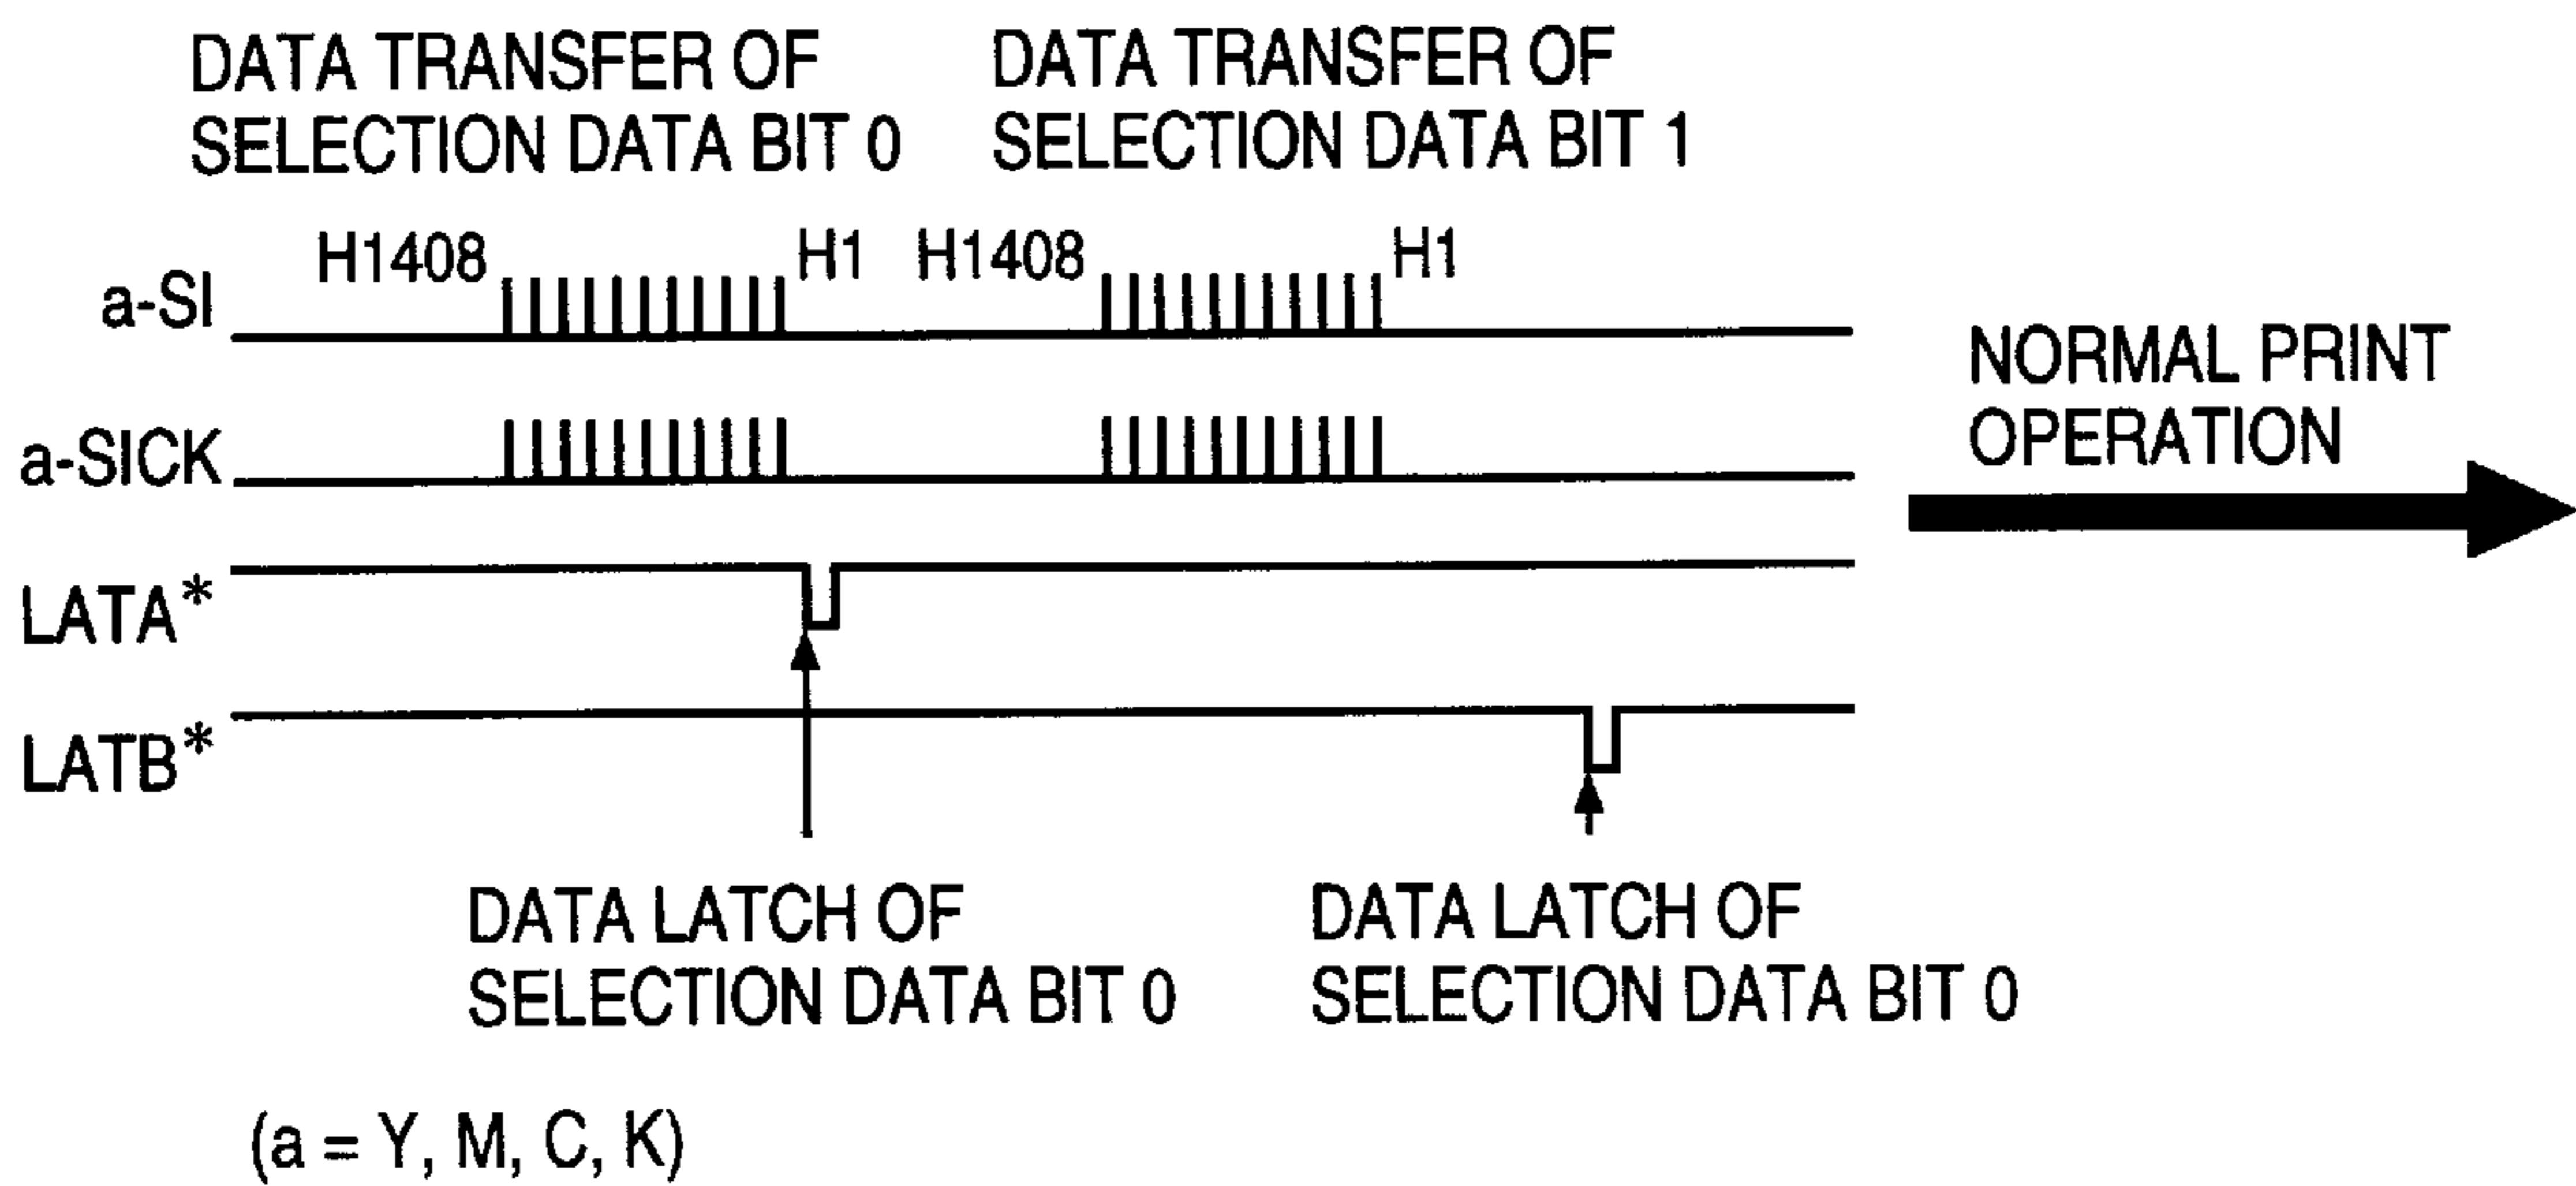 DATA TRANSFER OF
SELECTION DATA BIT 0
DATA TRANSFER OF
SELECTION DATA BIT 1
H1408
H1
H1408
H1
a-SI
a-SICK
LATA*
LATB*
NORMAL PRINT
OPERATION
DATA LATCH OF
SELECTION DATA BIT 0
DATA LATCH OF
SELECTION DATA BIT 0
(a = Y, M, C, K)